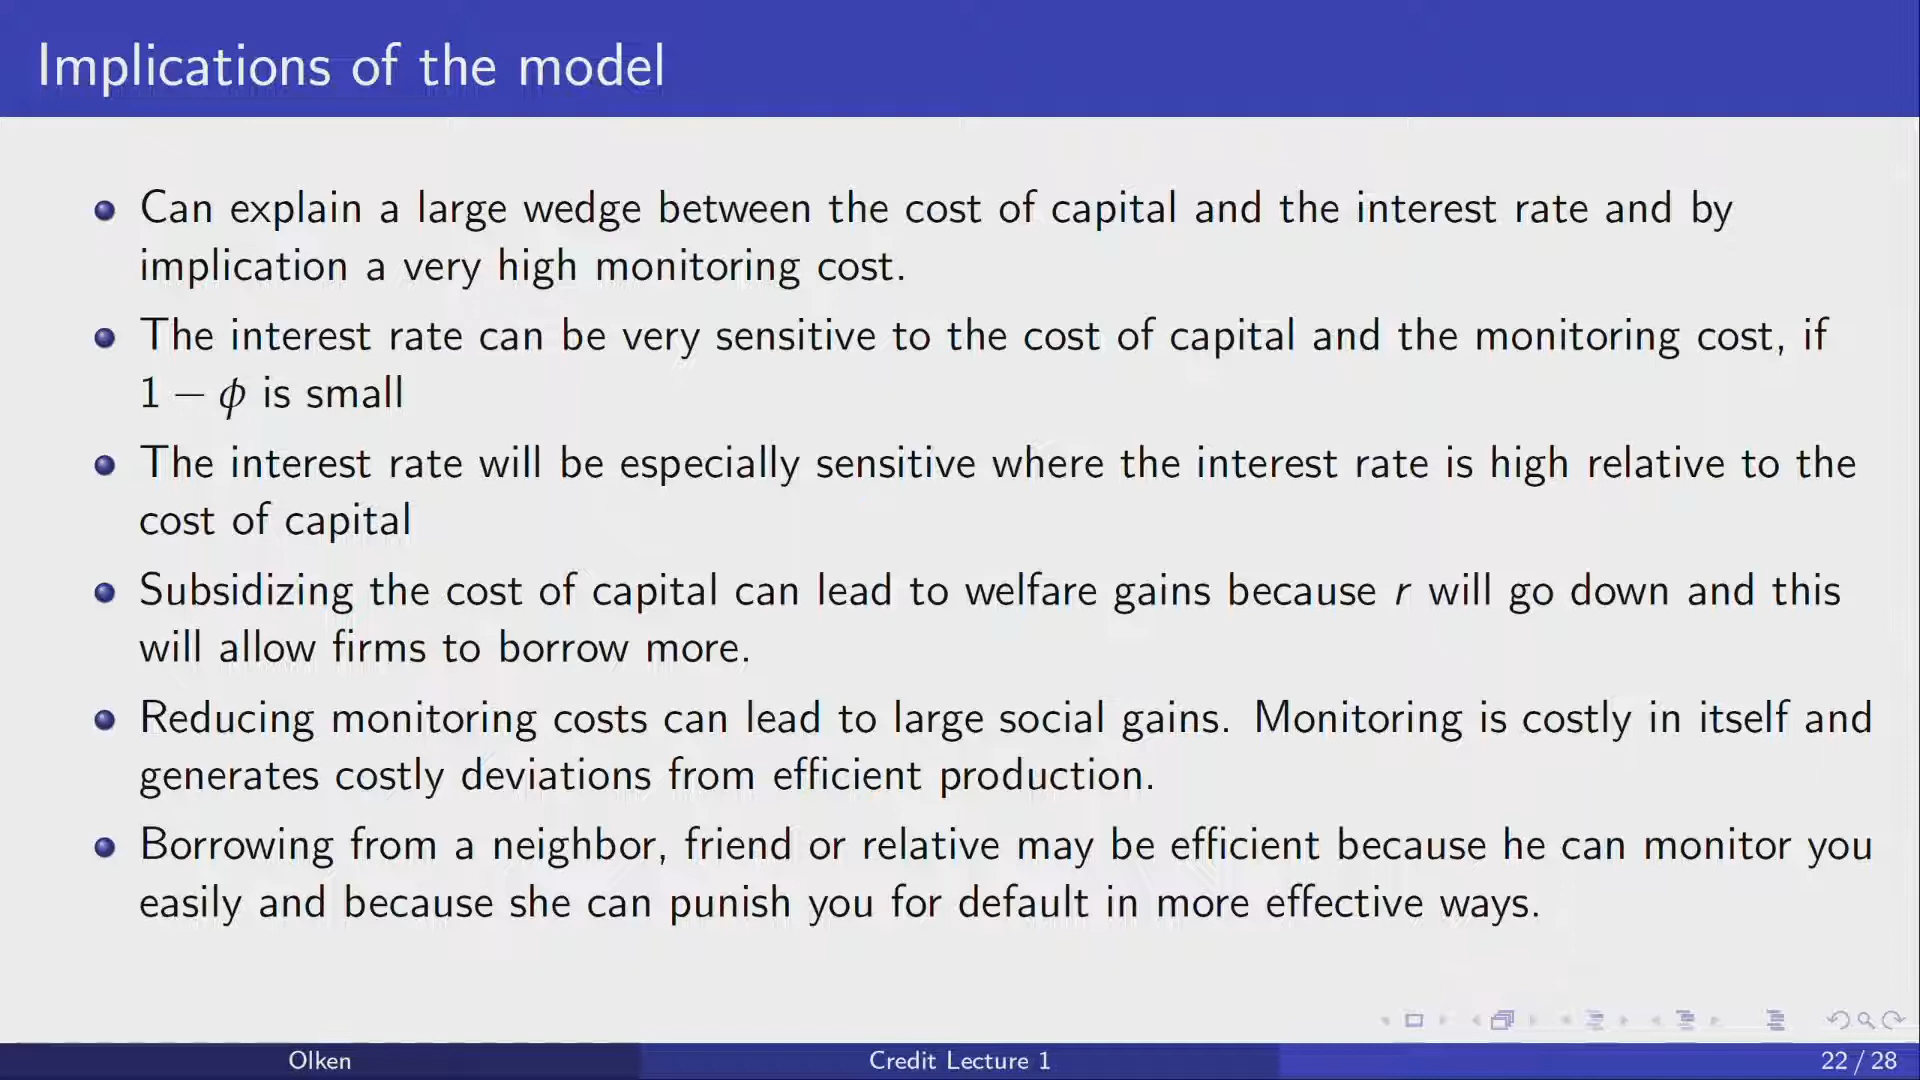 Implications of the model
Can explain a large wedge between the cost of capital and the interest rate and by
implication a very high monitoring cost.
The interest rate can be very sensitive to the cost of capital and the monitoring cost, if
1 − ϕ is small
The interest rate will be especially sensitive where the interest rate is high relative to the
cost of capital
Subsidizing the cost of capital can lead to welfare gains because r will go down and this
will allow firms to borrow more.
Reducing monitoring costs can lead to large social gains. Monitoring is costly in itself and
generates costly deviations from efficient production.
Borrowing from a neighbor, friend or relative may be efficient because he can monitor you
easily and because she can punish you for default in more effective ways.
Olken
Credit Lecture 1
22 / 28